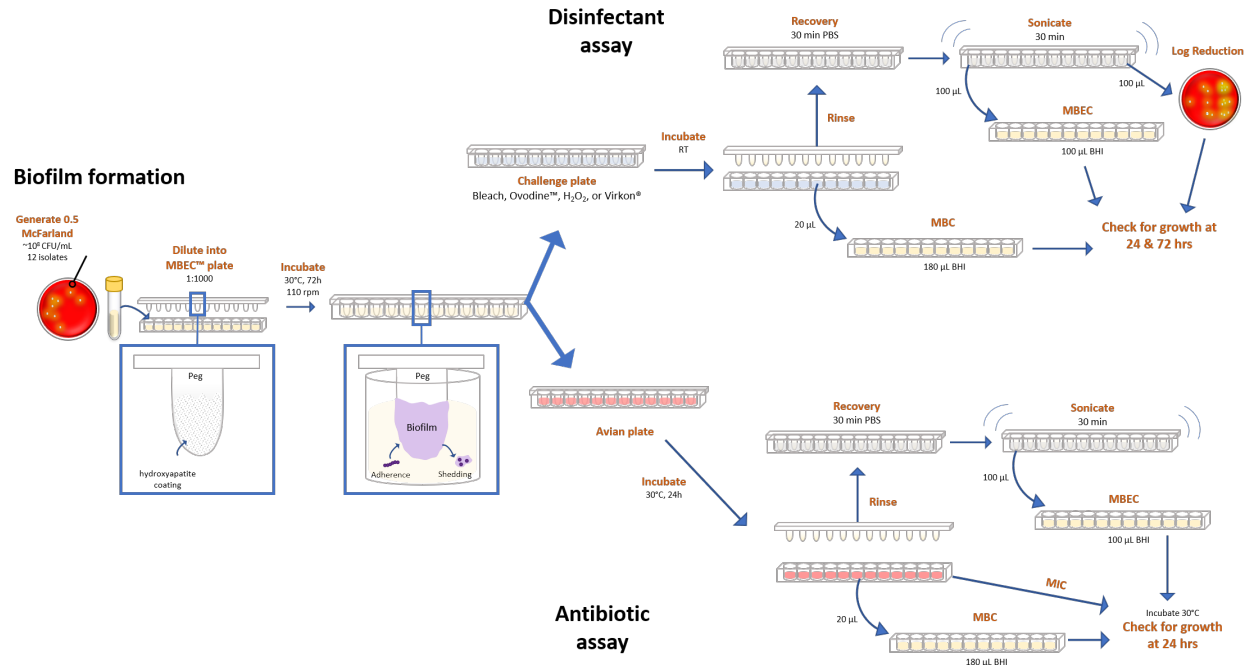 Biofilm formation
Generate 0.5
McFarland
~10⁸ CFU/mL
12 isolates
Dilute into
MBEC™ plate
1:1000
Incubate
30°C, 72h
110 rpm
Peg
hydroxyapatite
coating
Peg
Biofilm
Adherence
Shedding
Disinfectant
assay
Challenge plate
Bleach, Ovodine™, H₂O₂, or Virkon®
Incubate
RT
Rinse
Recovery
30 min PBS
Sonicate
30 min
Log Reduction
100 µL
100 µL
MBEC
100 µL BHI
20 µL
MBC
180 µL BHI
Check for growth at
24 & 72 hrs
Avian plate
Incubate
30°C, 24h
Rinse
Recovery
30 min PBS
Sonicate
30 min
100 µL
MBEC
100 µL BHI
MIC
20 µL
MBC
180 µL BHI
Incubate 30°C
Check for growth
at 24 hrs
Antibiotic
assay